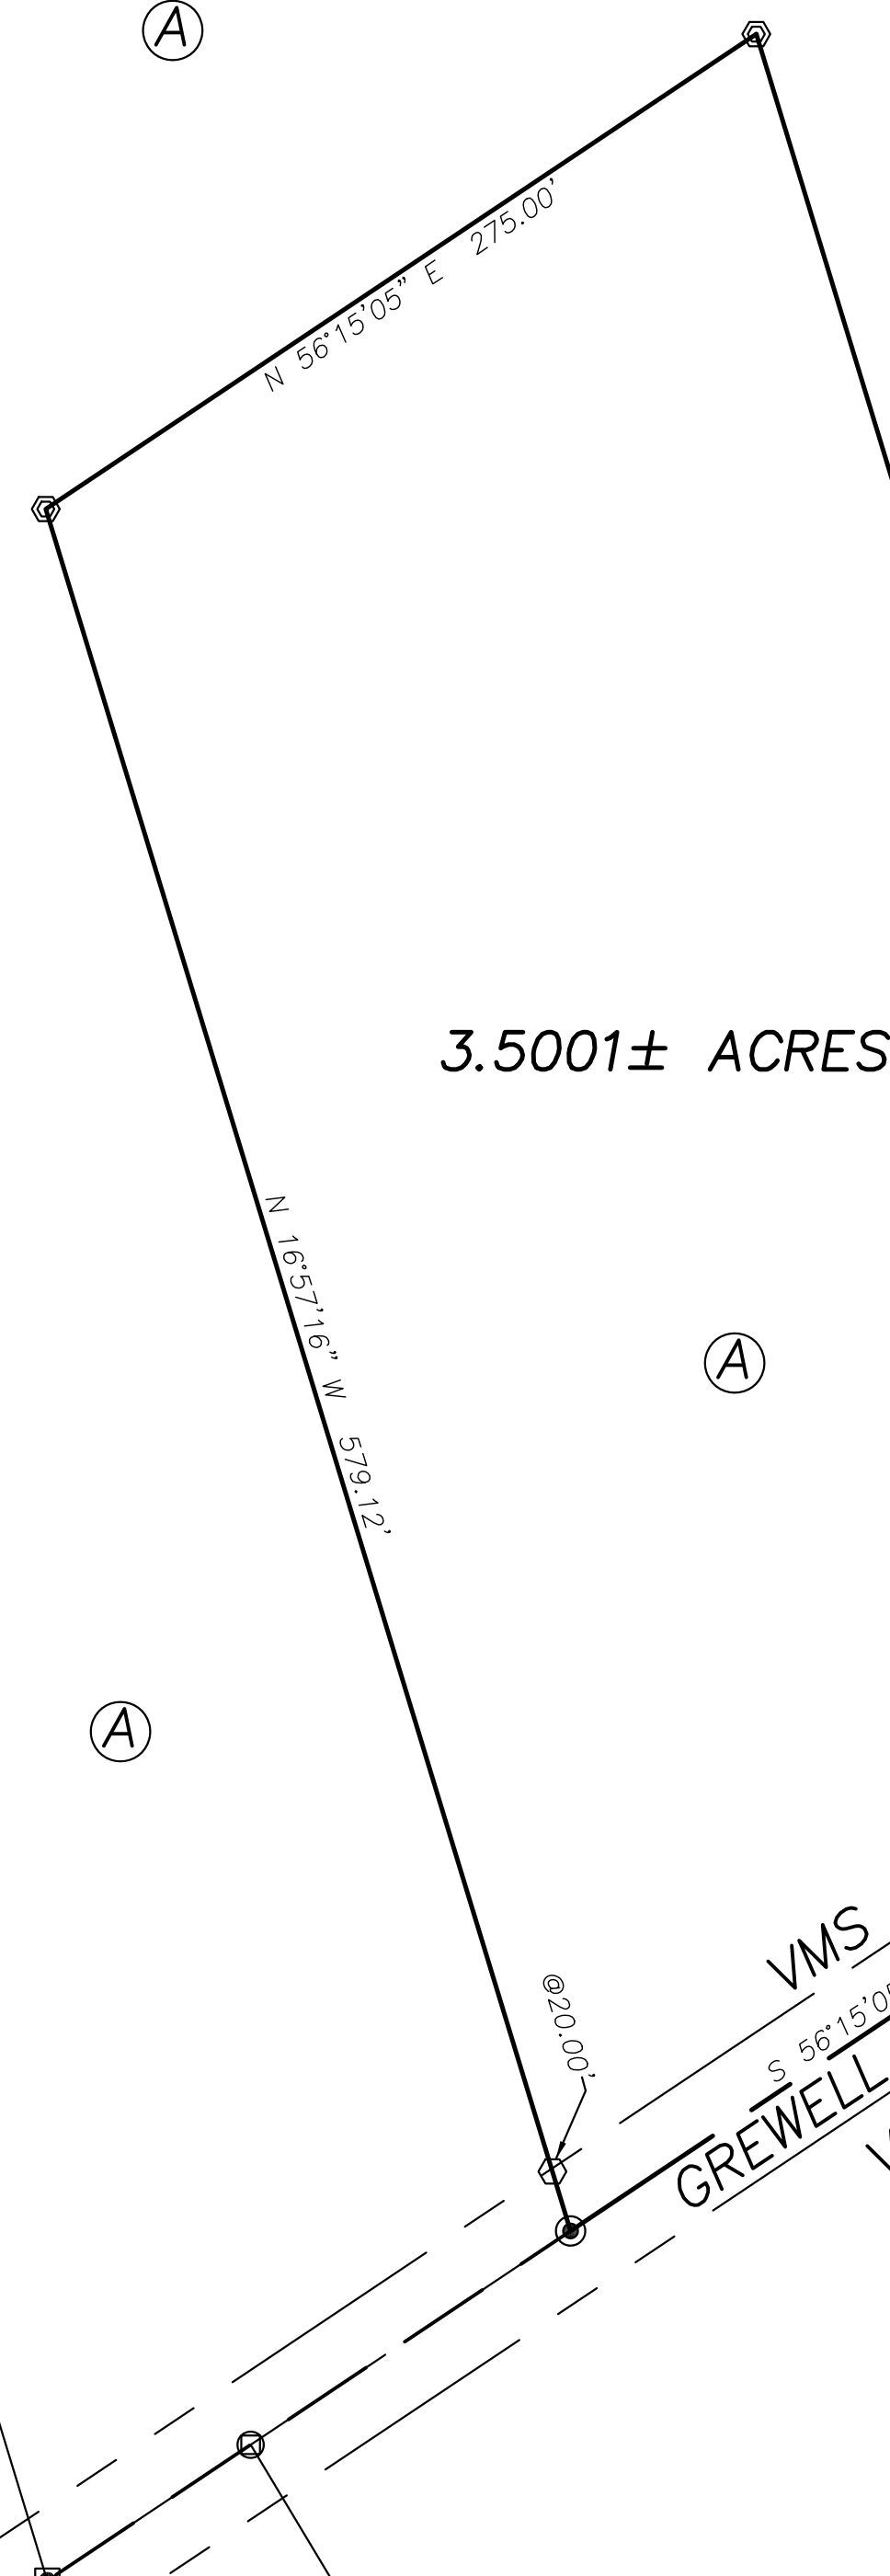 A
N 56°15'05" E 275.00'
3.5001± ACRES
N 16°57'16" W 579.12'
A
A
VMS
@20.00'
S 56°15'0
GREWELL